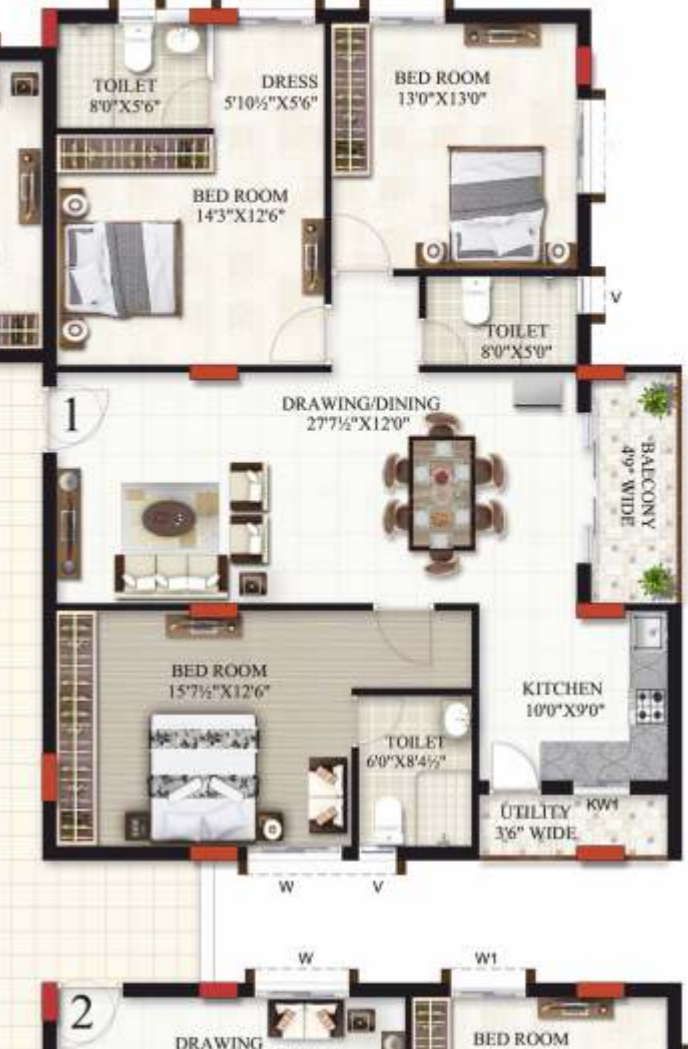 TOILET
8'0"X5'6"
DRESS
5'10½"X5'6"
BED ROOM
13'0"X13'0"
BED ROOM
14'3"X12'6"
TOILET
8'0"X5'0"
V
1
DRAWING/DINING
27'7½"X12'0"
BALCONY
4'9" WIDE
BED ROOM
15'7½"X12'6"
KITCHEN
10'0"X9'0"
TOILET
6'0"X8'4½"
UTILITY
3'6" WIDE
KW1
W
V
W
W1
2
DRAWING
BED ROOM